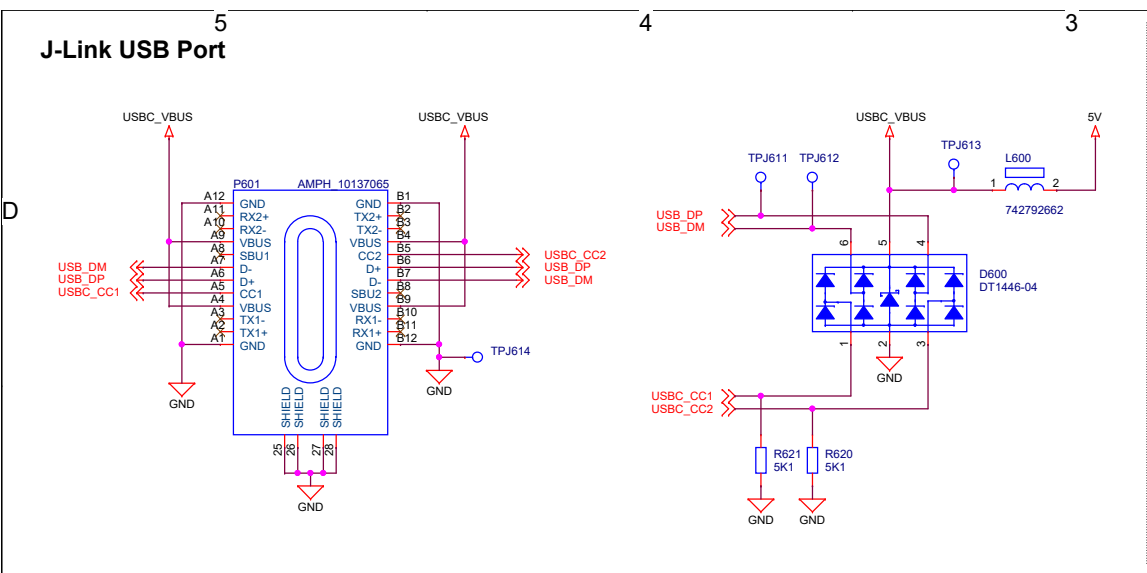 5 4 3
J-Link USB Port
D
USBC_VBUS USBC_VBUS
P601 AMPH_10137065
A12 GND GND B1
A11 RX2+ TX2+ B2
A10 RX2- TX2- B3
A9 VBUS VBUS B4
A8 SBU1 CC2 B5 USBC_CC2
USB_DM A7 D- D+ B6 USB_DP
USB_DP A6 D+ D- B7 USB_DM
USBC_CC1 A5 CC1 SBU2 B8
A4 VBUS VBUS B9
A3 TX1- RX1- B10
A2 TX1+ RX1+ B11
A1 GND GND B12
TPJ614
GND GND
SHIELD SHIELD SHIELD SHIELD
25 26 27 28
GND
USBC_VBUS 5V
TPJ611 TPJ612 TPJ613 L600
1 2
742792662
USB_DP
USB_DM
6 5 4
D600
DT1446-04
1 2 3
GND
USBC_CC1
USBC_CC2
R621 R620
5K1 5K1
GND GND